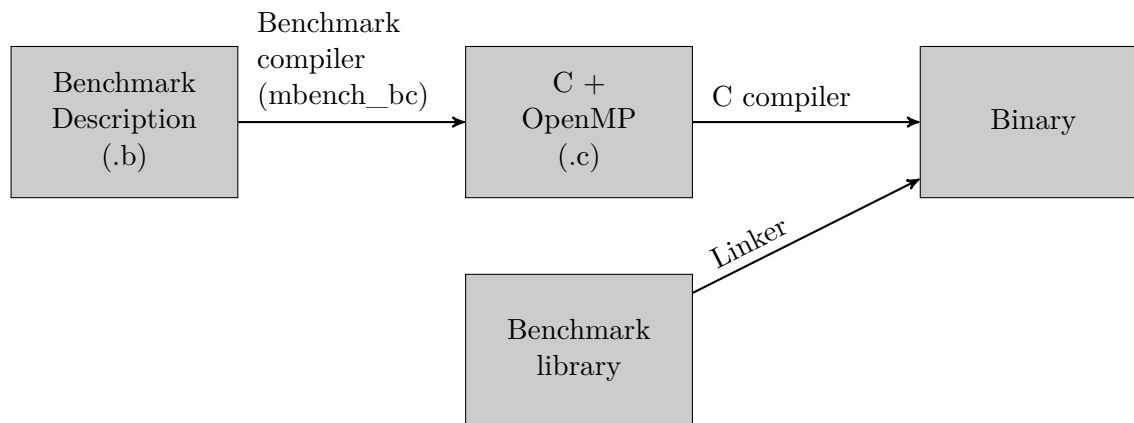 Benchmark
Description
(.b)
Benchmark
compiler
(mbench_bc)
C +
OpenMP
(.c)
C compiler
Binary
Linker
Benchmark
library